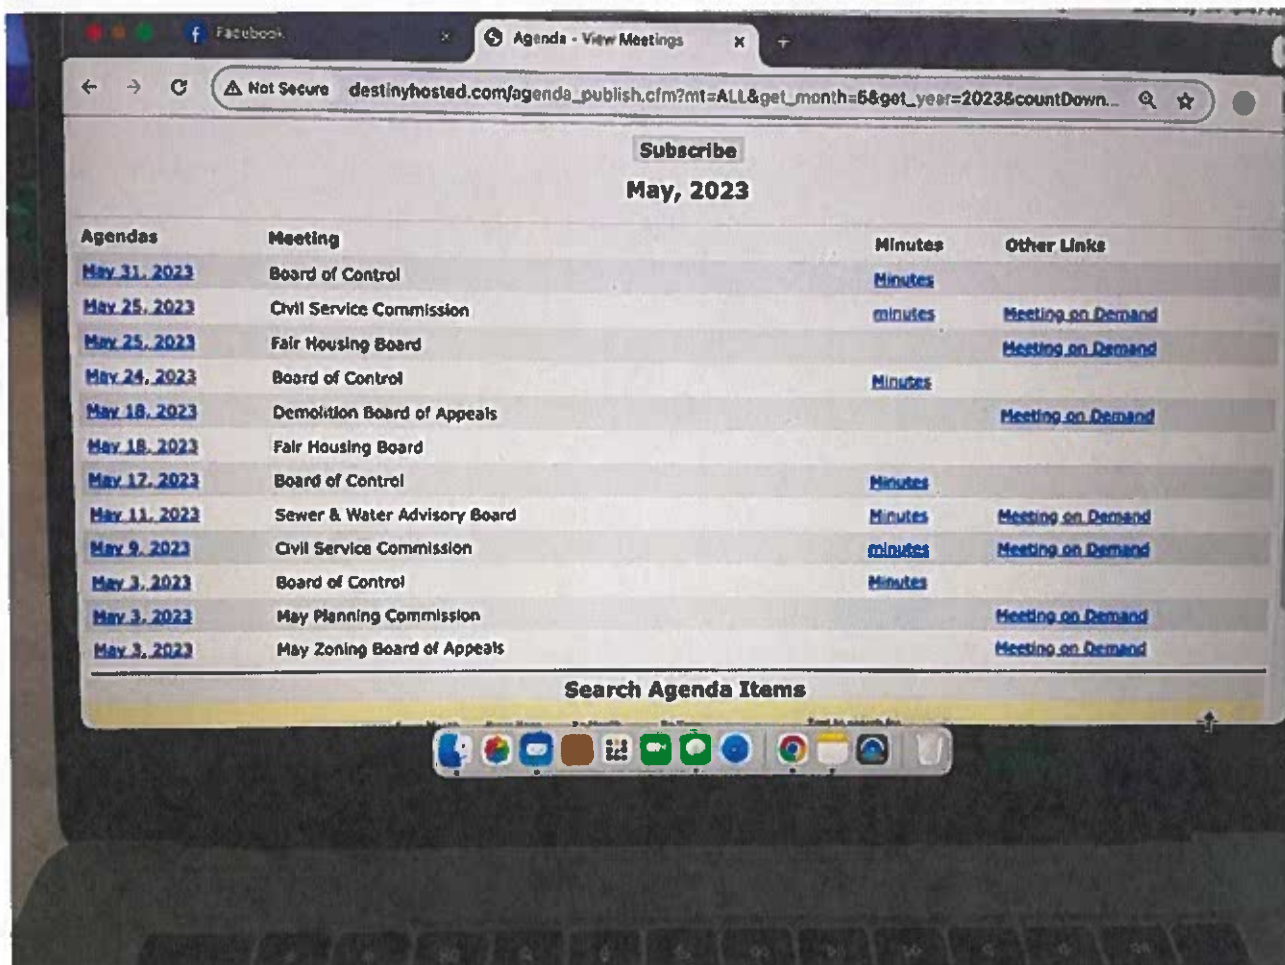 Facebook × Agenda - View Meetings × +
Not Secure destinyhosted.com/agenda_publish.cfm?mt=ALL&get_month=5&get_year=2023&countDown...
Subscribe
May, 2023
Agendas Meeting Minutes Other Links
May 31, 2023 Board of Control Minutes
May 25, 2023 Civil Service Commission minutes Meeting on Demand
May 25, 2023 Fair Housing Board Meeting on Demand
May 24, 2023 Board of Control Minutes
May 18, 2023 Demolition Board of Appeals Meeting on Demand
May 18, 2023 Fair Housing Board
May 17, 2023 Board of Control Minutes
May 11, 2023 Sewer & Water Advisory Board Minutes Meeting on Demand
May 9, 2023 Civil Service Commission minutes Meeting on Demand
May 3, 2023 Board of Control Minutes
May 3, 2023 May Planning Commission Meeting on Demand
May 3, 2023 May Zoning Board of Appeals Meeting on Demand
Search Agenda Items